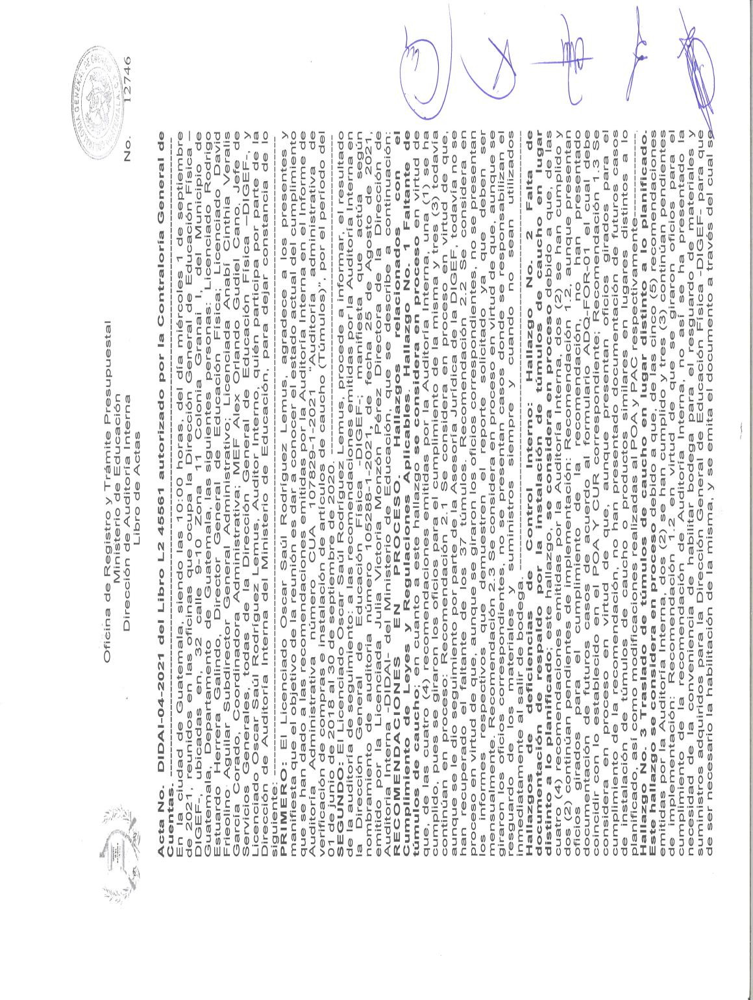 Oficina de Registro y Trámite Presupuestal
Ministerio de Educación
Dirección de Auditoría Interna
Libro de Actas
No. 12746
Acta No. DIDAI-04-2021 del Libro L2 45561 autorizado por la Contraloría General de
Cuentas.
En la ciudad de Guatemala, siendo las 10:00 horas, del día miércoles 1 de septiembre
de 2021, reunidos en las oficinas que ocupa la Dirección General de Educación Física –
DIGEF-, ubicadas en, 32 calle 9-10 Zona 11 Colonia Granai I, del Municipio de
Guatemala, Departamento de Guatemala, las siguientes personas: Licenciado Rodrigo
Estuardo Herrera Galindo, Director General de Educación Física; Licenciado David
Frieolino Aguilar Subdirector General Administrativo; Licenciada Anabí Cinthia Veralis
García Corado, Coordinadora Administrativa; MEF Alex Orlando Gudiel Cano, Jefe de
Servicios Generales, todas de la Dirección General de Educación Física –DIGEF-, y
Licenciado Oscar Saúl Rodríguez Lemus, Auditor Interno, quién participa por parte de la
Dirección de Auditoría Interna del Ministerio de Educación, para dejar constancia de lo
siguiente:
PRIMERO: El Licenciado Oscar Saúl Rodríguez Lemus, agradece a los presentes y
manifiesta que el objetivo de la reunión es dar a conocer el estado actual del cumplimiento
que se han dado a las recomendaciones emitidas por la Auditoría Interna en el Informe de
Auditoría Administrativa número CUA 107829-1-2021 "Auditoría administrativa de
verificación de compras e instalación de artículos de caucho (Túmulos)", por el período del
01 de junio de 2018 al 30 de septiembre de 2020.
SEGUNDO: El Licenciado Oscar Saúl Rodríguez Lemus, procede a informar, el resultado
de la auditoría de seguimiento: a las recomendaciones emitidas por la Auditoría Interna en
la Dirección General de Educación Física -DIGEF-; manifiesta que actúa según
nombramiento de auditoría número 105288-1-2021, de fecha 25 de Agosto de 2021,
emitido por la Licenciada Julia Victoria Monzón Pérez Directora de la Dirección de
Auditoría Interna -DIDAI- del Ministerio de Educación, que se describe a continuación:
RECOMENDACIONES EN PROCESO. Hallazgos relacionados con el
Cumplimiento de Leyes y Regulaciones Aplicables. Hallazgo No. 1 Faltante de
túmulos de caucho; en cuanto a este hallazgo se considera en proceso en virtud de
que, de las cuatro (4) recomendaciones emitidas por la Auditoría Interna, una (1) se ha
cumplido, pues se giraron los oficios para el cumplimiento de la misma y tres (3) todavía
continúan en proceso: Recomendación 2.1 Se considera en proceso en virtud de que,
aunque se le dio seguimiento por parte de la Asesoría Jurídica de la DIGEF, todavía no se
han recuperado el faltante de los 37 túmulos. Recomendación 2.2 Se considera en
proceso en virtud de que, aunque se giraron los oficios correspondientes, no se presentan
los informes respectivos que demuestren el reporte solicitado ya que deben ser
mensualmente. Recomendación 2.3 Se considera en proceso en virtud de que, aunque se
giraron los oficios correspondientes, no se presentan casos donde se responsabilizan el
resguardo de los materiales y suministros siempre y cuando no sean utilizados
inmediatamente al salir de bodega.
Hallazgos de deficiencias de Control Interno: Hallazgo No. 2 Falta de
documentación de respaldo por la instalación de túmulos de caucho en lugar
distinto a lo planificado; este hallazgo, se considera en proceso debido a que, de las
cuatro (4) recomendaciones emitidas por la Auditoría Interna, dos (2) se han cumplido y
dos (2) continúan pendientes de implementación: Recomendación 1.2, aunque presentan
oficios girados para el cumplimiento de la recomendación, no han presentado
documentación de futuros casos de acuerdo al formulario ADQ-FOR-01 el cual debe
coincidir con lo establecido en el POA Y CUR correspondiente; Recomendación 1.3 Se
considera en proceso en virtud de que, aunque presentan oficios girados para el
cumplimiento de la recomendación, no han presentado documentación de futuros casos
de instalación de túmulos de caucho o productos similares en lugares distintos a lo
planificado, así como modificaciones realizadas al POA y PAC respectivamente.
Hallazgo No. 3 Traslado de túmulos de caucho en lugar distinto a lo planificado.
Este hallazgo se considera en proceso debido a que, de las cinco (5) recomendaciones
emitidas por la Auditoría Interna, dos (2) se han cumplido y tres (3) continúan pendientes
de implementación: Recomendación 1.2 en virtud de que se giraron oficios para el
cumplimiento de la recomendación de Auditoría Interna, no así se ha presentado la
necesidad de la conveniencia de habilitar bodega para el resguardo de materiales y
suministros adquiridos para la Dirección General de Educación Física -DIGEF- para que
de ser necesario la habilitación de la misma, y se emita el documento a través del cual se